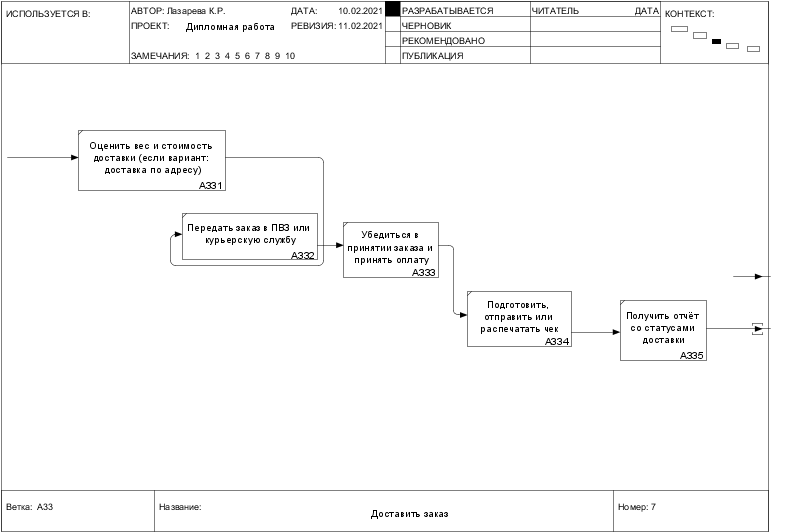 ИСПОЛЬЗУЕТСЯ В:
АВТОР: Лазарева К.Р.
ДАТА: 10.02.2021
РАЗРАБАТЫВАЕТСЯ
ЧИТАТЕЛЬ
ДАТА
КОНТЕКСТ:
ПРОЕКТ: Дипломная работа
РЕВИЗИЯ: 11.02.2021
ЧЕРНОВИК
РЕКОМЕНДОВАНО
ЗАМЕЧАНИЯ: 1 2 3 4 5 6 7 8 9 10
ПУБЛИКАЦИЯ
Оценить вес и стоимость
доставки (если вариант:
доставка по адресу)
A331
Передать заказ в ПВЗ или
курьерскую службу
A332
Убедиться в
принятии заказа и
принять оплату
A333
Подготовить,
отправить или
распечатать чек
A334
Получить отчёт
со статусами
доставки
A335
Ветка: A33
Название:
Доставить заказ
Номер: 7